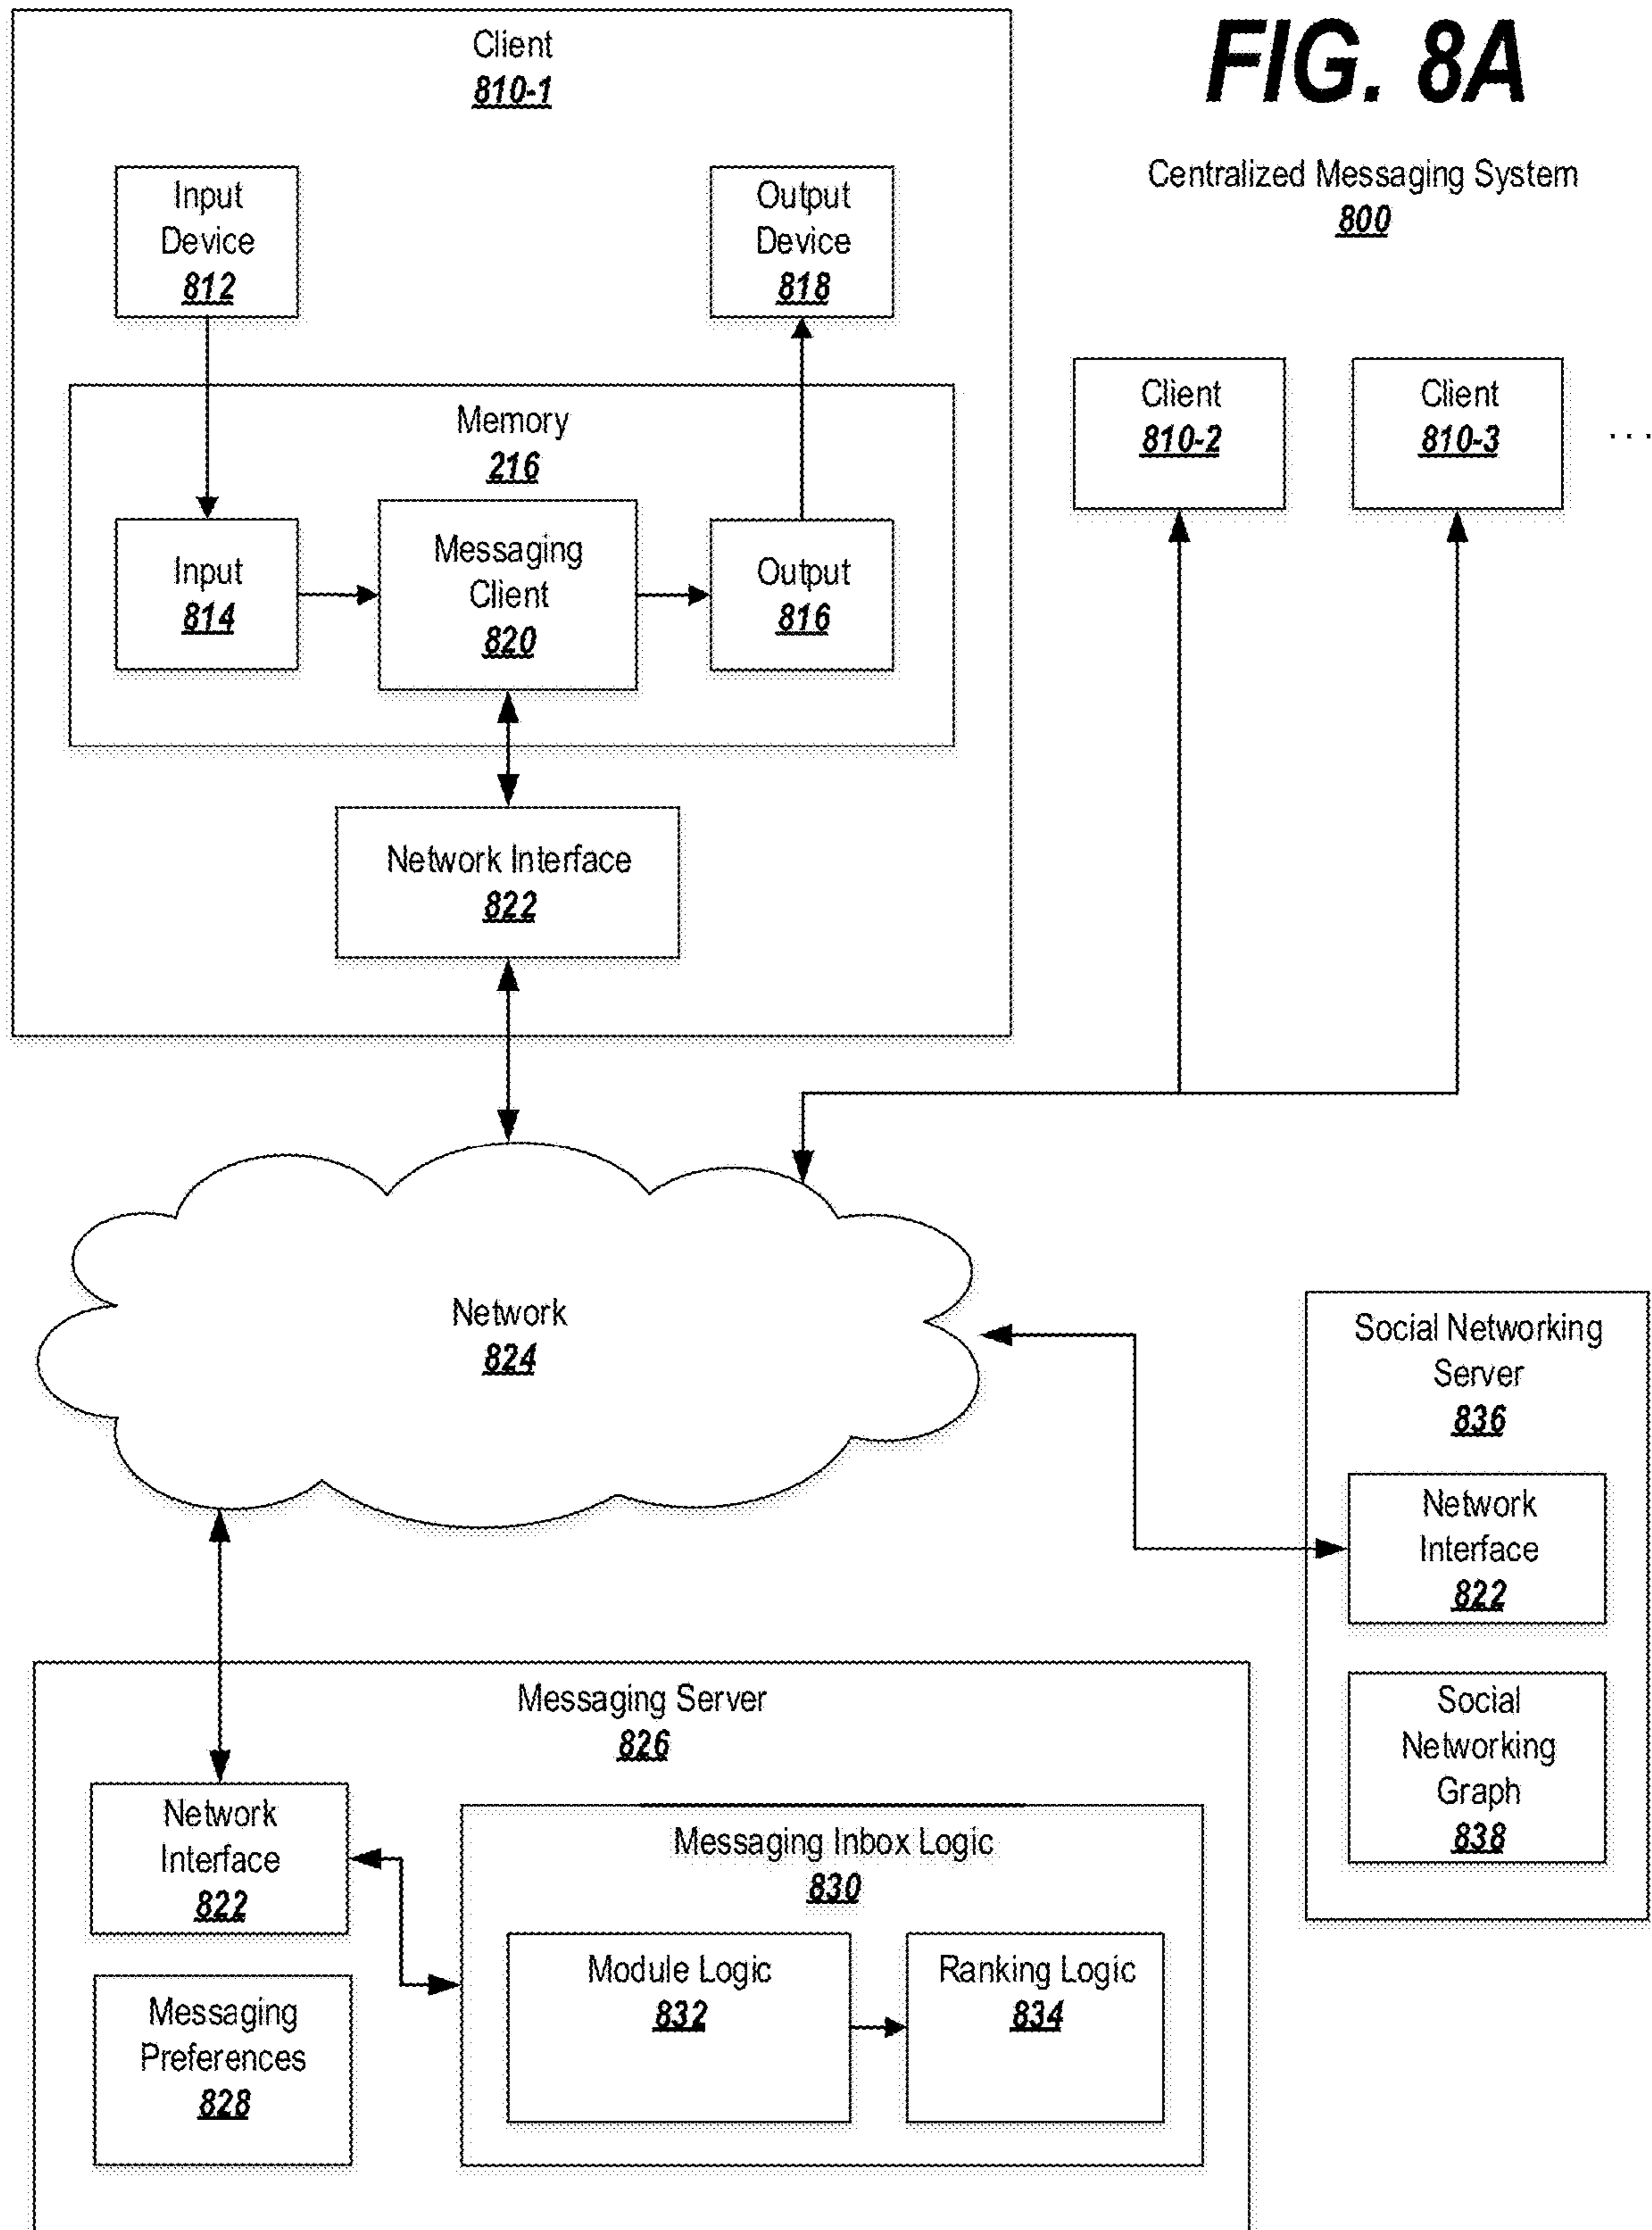 FIG. 8A
Centralized Messaging System
800
Client
810-1
Input
Device
812
Output
Device
818
Memory
216
Input
814
Messaging
Client
820
Output
816
Network Interface
822
Client
810-2
Client
810-3
...
Network
824
Social Networking
Server
836
Network
Interface
822
Social
Networking
Graph
838
Messaging Server
826
Network
Interface
822
Messaging
Preferences
828
Messaging Inbox Logic
830
Module Logic
832
Ranking Logic
834